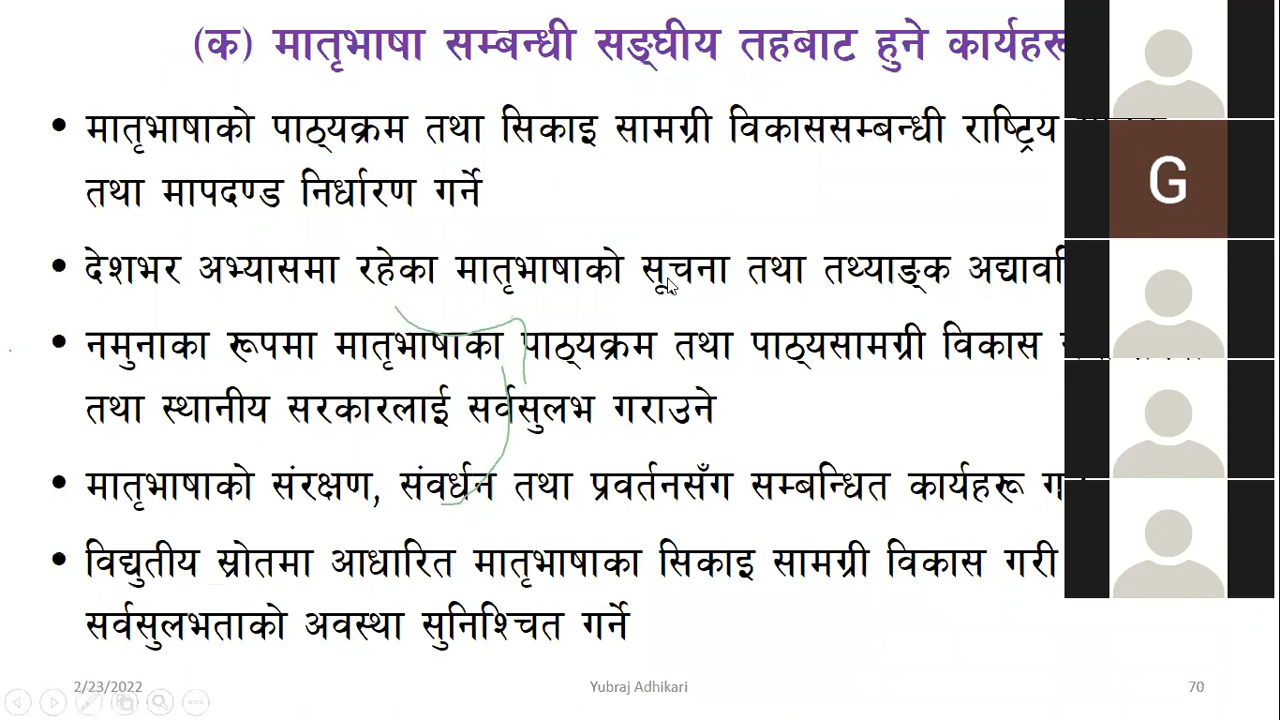 (क) मातृभाषा सम्बन्धी सङ्घीय तहबाट हुने
• मातृभाषाको पाठ्यक्रम तथा सिकाइ सामग्री विकाससम्बन्धी राष्ट्रिय
तथा मापदण्ड निर्धारण गर्ने
• देशभर अभ्यासमा रहेका मातृभाषाको सूचना तथा तथ्याङ्क
• नमुनाका रूपमा मातृभाषाका पाठ्यक्रम तथा पाठ्यसामग्री विकास
तथा स्थानीय सरकारलाई सर्वसुलभ गराउने
• मातृभाषाको संरक्षण, संवर्धन तथा प्रवर्तनसँग सम्बन्धित कार्यहरू
• विद्युतीय स्रोतमा आधारित मातृभाषाका सिकाइ सामग्री विकास गरी
सर्वसुलभताको अवस्था सुनिश्चित गर्ने
G
2/23/2022 Yubraj Adhikari 70